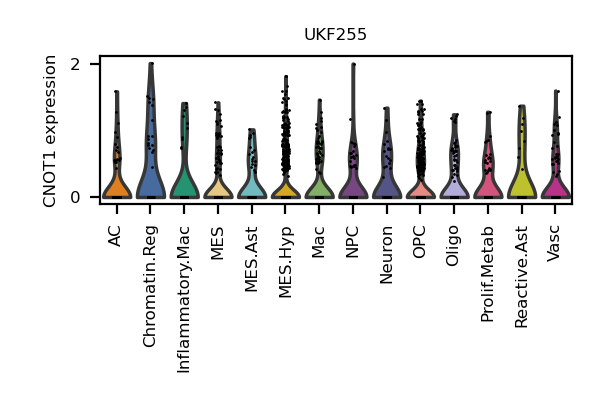 UKF255
CNOT1 expression
2
0
AC
Chromatin.Reg
Inflammatory.Mac
MES
MES.Ast
MES.Hyp
Mac
NPC
Neuron
OPC
Oligo
Prolif.Metab
Reactive.Ast
Vasc